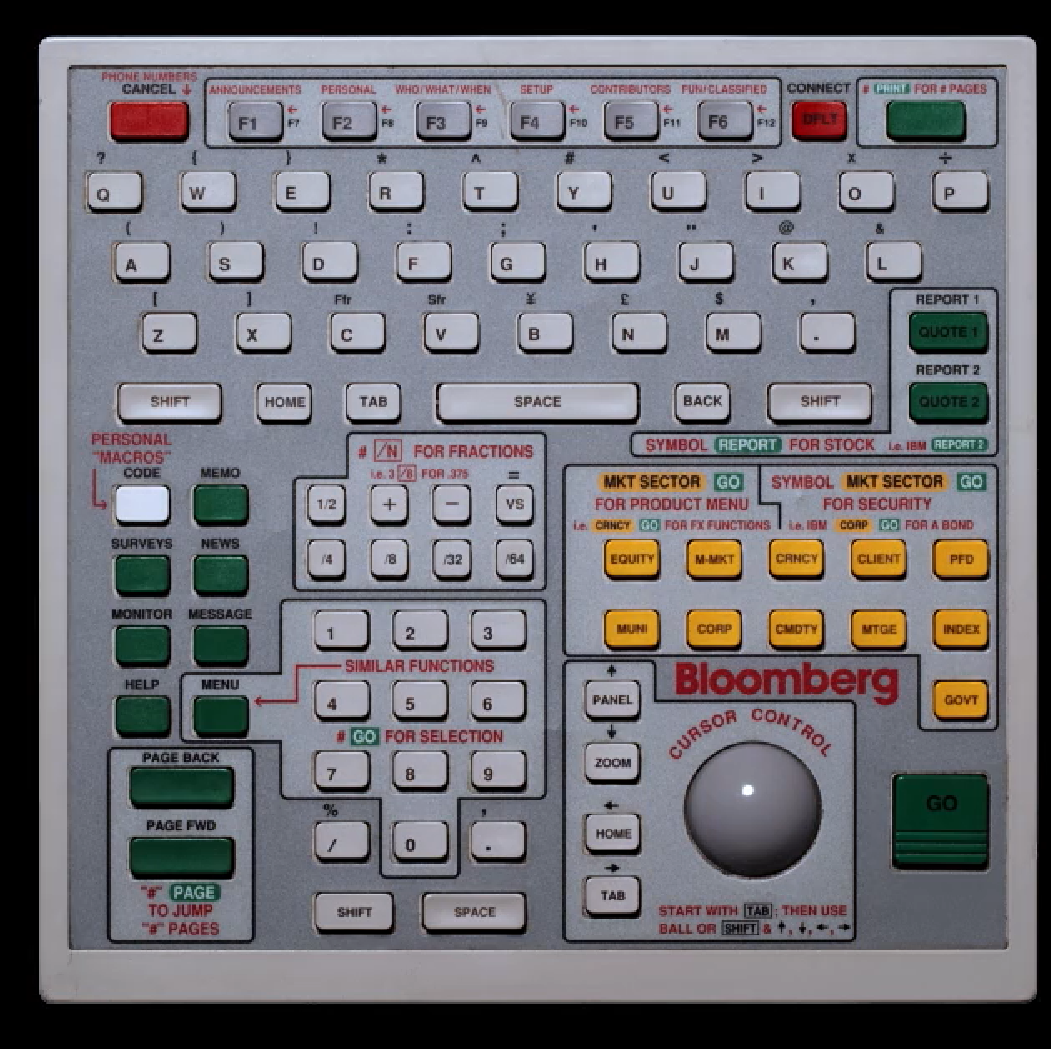 PHONE NUMBERS
CANCEL ↓
ANNOUNCEMENTS PERSONAL WHO/WHAT/WHEN SETUP CONTRIBUTORS FUN/CLASSIFIED
CONNECT
# PRINT FOR # PAGES
F1 ← F7 F2 ← F8 F3 ← F9 F4 ← F10 F5 ← F11 F6 ← F12
DFLT
? { } * ^ # < > x ÷
Q W E R T Y U I O P
( ) ! : ; ' " @ &
A S D F G H J K L
[ ] Ffr Sfr ¥ £ $ ,
Z X C V B N M .
REPORT 1
QUOTE 1
REPORT 2
QUOTE 2
SHIFT HOME TAB SPACE BACK SHIFT
SYMBOL REPORT FOR STOCK i.e. IBM REPORT 2
PERSONAL
"MACROS"
CODE MEMO
SURVEYS NEWS
MONITOR MESSAGE
HELP MENU
# /N FOR FRACTIONS
i.e. 3 /8 FOR .375 =
1/2 + − VS
/4 /8 /32 /64
1 2 3
SIMILAR FUNCTIONS
4 5 6
# GO FOR SELECTION
7 8 9
% ,
/ 0 .
SHIFT SPACE
PAGE BACK
PAGE FWD
"#" PAGE
TO JUMP
"#" PAGES
MKT SECTOR GO
FOR PRODUCT MENU
i.e. CRNCY GO FOR FX FUNCTIONS
SYMBOL MKT SECTOR GO
FOR SECURITY
i.e. IBM CORP GO FOR A BOND
EQUITY M-MKT CRNCY CLIENT PFD
MUNI CORP CMDTY MTGE INDEX
GOVT
Bloomberg
↑
PANEL
↓
ZOOM
←
HOME
→
TAB
CURSOR CONTROL
GO
START WITH TAB; THEN USE
BALL OR SHIFT & ↑, ↓, ←, →